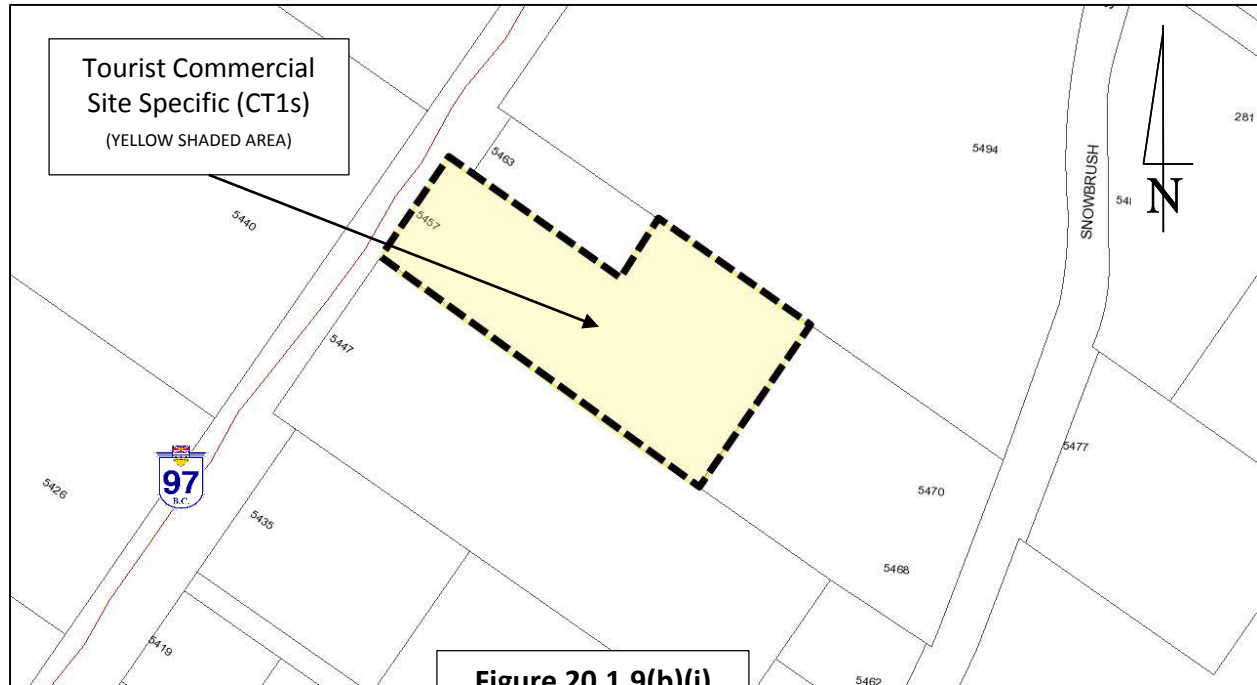 Tourist Commercial
Site Specific (CT1s)
(YELLOW SHADED AREA)
5463
5457
5440
5447
97
B.C.
5426
5435
5419
5494
281
SNOWBRUSH
N
5477
5470
5468
5462
Figure 20.1.9(b)(i)